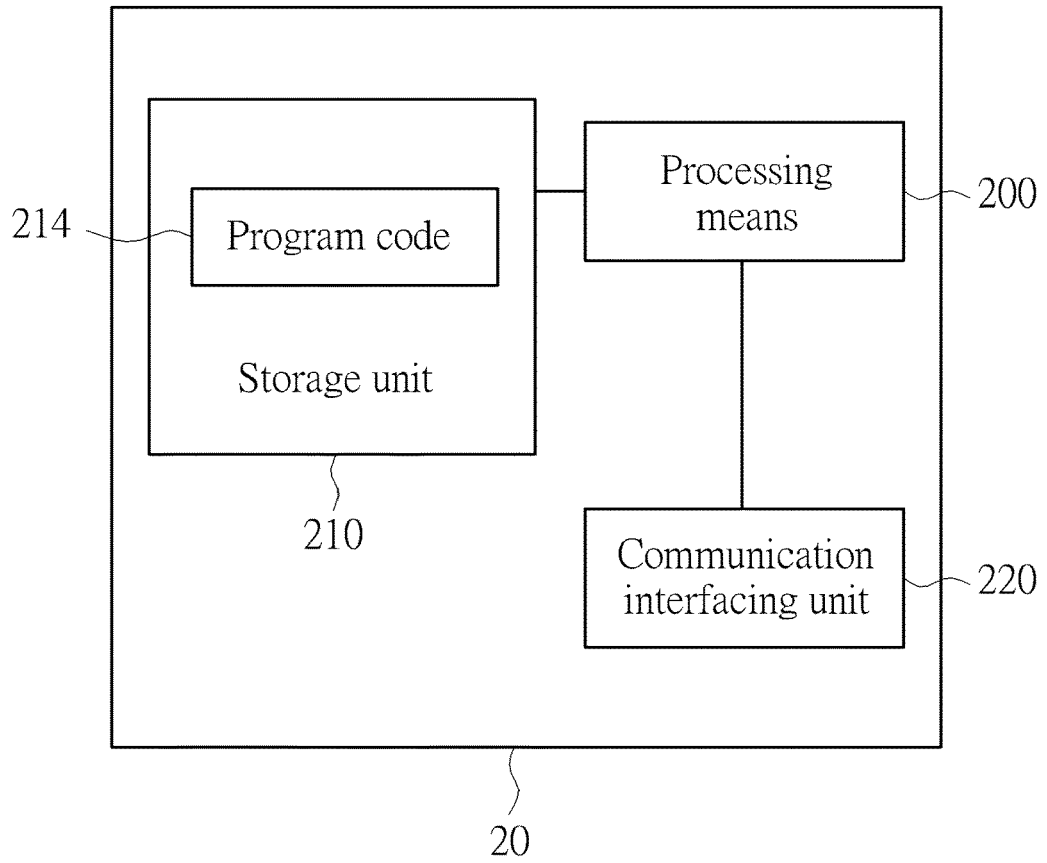 Processing
means
200
214
Program code
Storage unit
210
Communication
interfacing unit
220
20